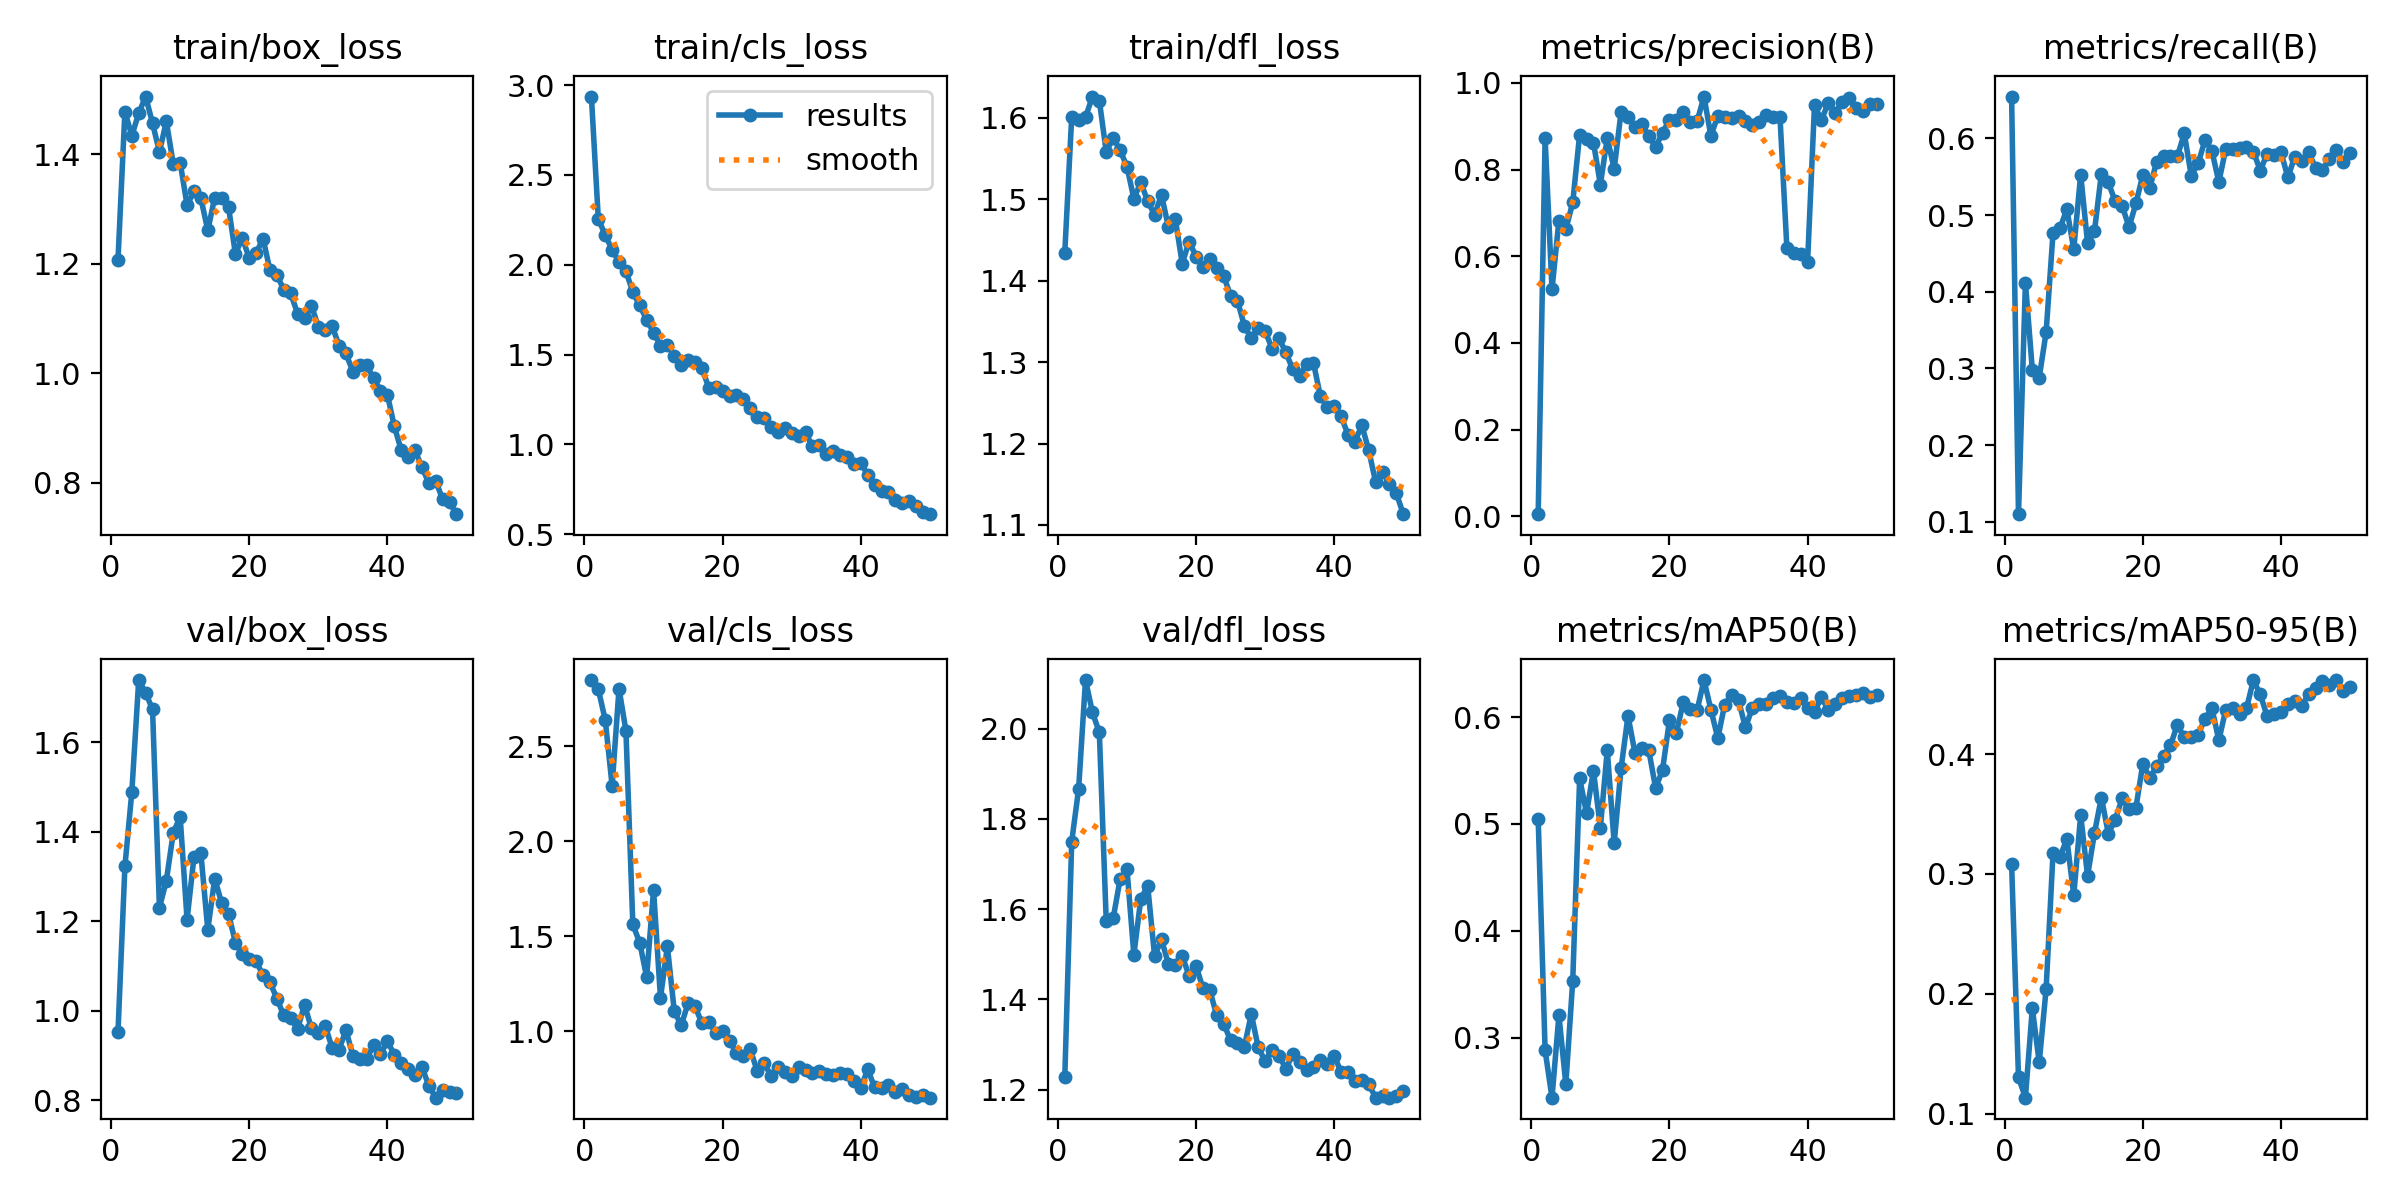 train/box_loss
1.4
1.2
1.0
0.8
0 20 40
train/cls_loss
results
smooth
3.0
2.5
2.0
1.5
1.0
0.5
0 20 40
train/dfl_loss
1.6
1.5
1.4
1.3
1.2
1.1
0 20 40
metrics/precision(B)
1.0
0.8
0.6
0.4
0.2
0.0
0 20 40
metrics/recall(B)
0.6
0.5
0.4
0.3
0.2
0.1
0 20 40
val/box_loss
1.6
1.4
1.2
1.0
0.8
0 20 40
val/cls_loss
2.5
2.0
1.5
1.0
0 20 40
val/dfl_loss
2.0
1.8
1.6
1.4
1.2
0 20 40
metrics/mAP50(B)
0.6
0.5
0.4
0.3
0 20 40
metrics/mAP50-95(B)
0.4
0.3
0.2
0.1
0 20 40